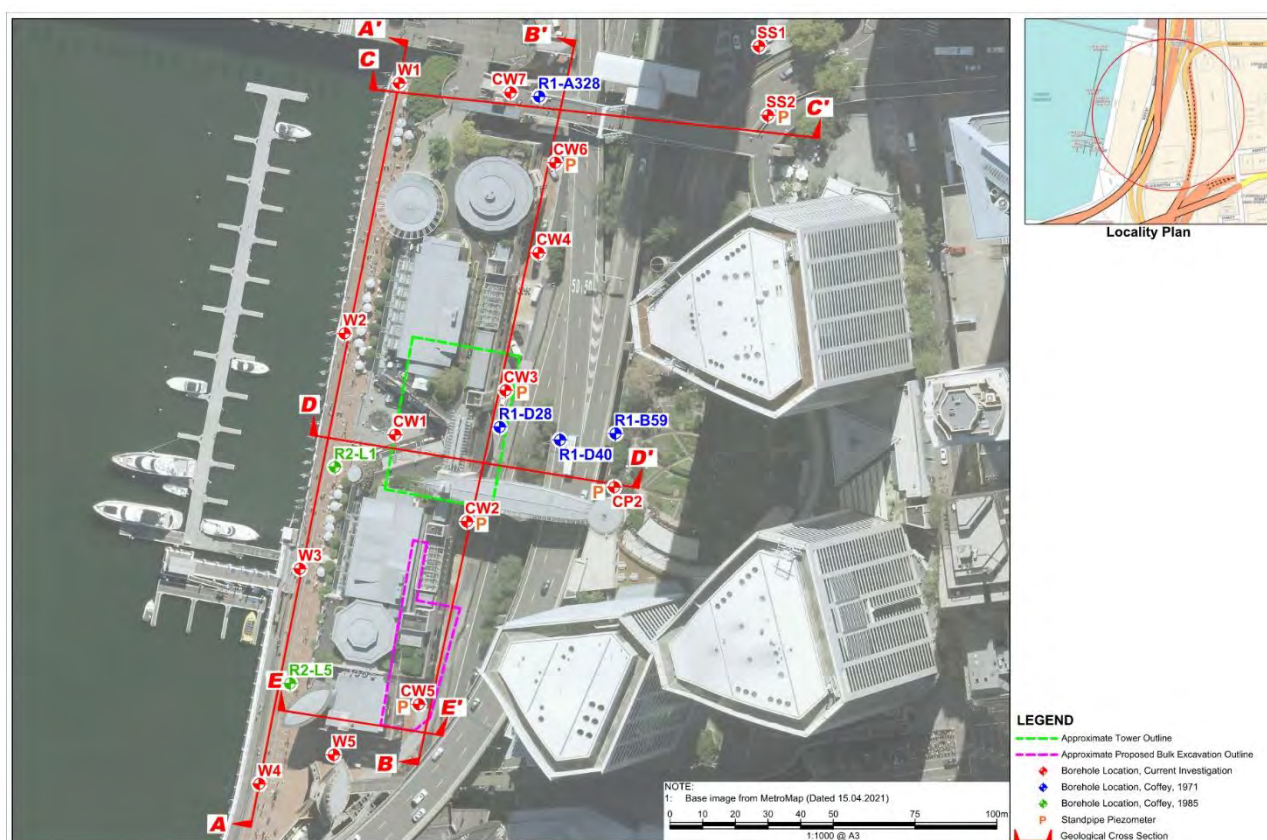 A'
B'
SS1
C
W1
CW7
R1-A328
SS2
P
C'
CW6
P
CW4
50 50
W2
CW3
P
D
CW1
R1-D28
R1-B59
R1-D40
R2-L1
D'
P
CP2
CW2
P
W3
R2-L5
E
CW5
P
E'
W5
B
W4
A
Locality Plan
LEGEND
Approximate Tower Outline
Approximate Proposed Bulk Excavation Outline
Borehole Location, Current Investigation
Borehole Location, Coffey, 1971
Borehole Location, Coffey, 1985
P Standpipe Piezometer
Geological Cross Section
NOTE:
1: Base image from MetroMap (Dated 15.04.2021)
0 10 20 30 40 50 75 100m
1:1000 @ A3